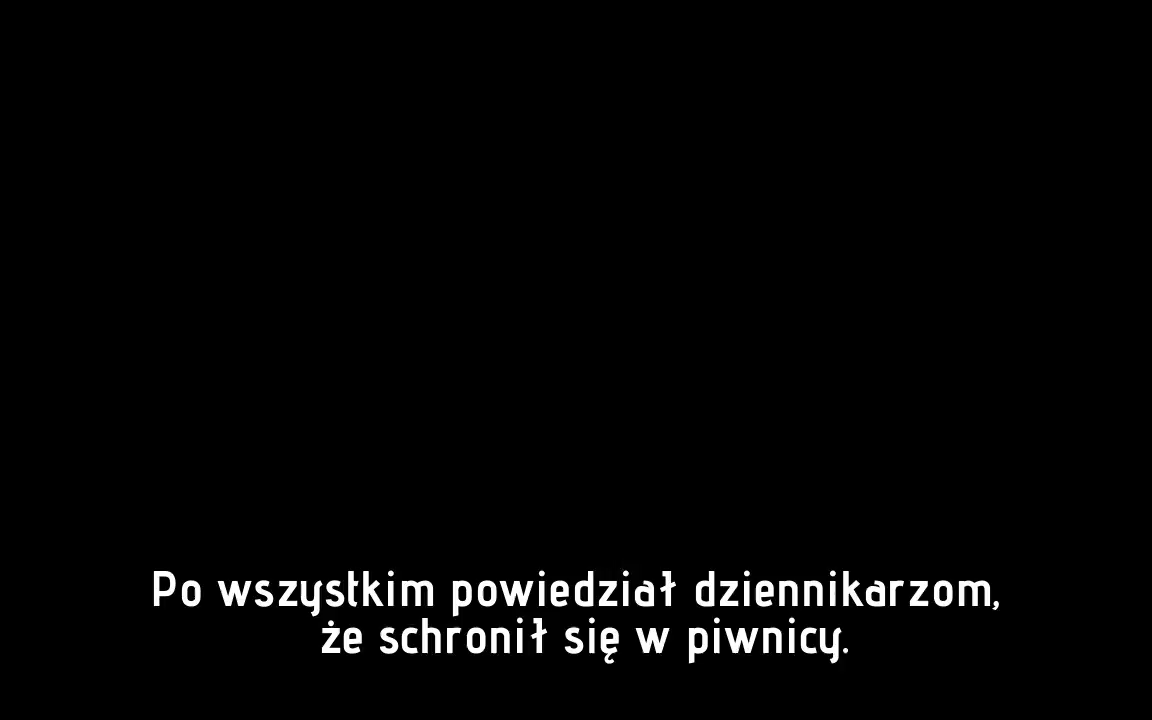 Po wszystkim powiedział dziennikarzom,
że schronił się w piwnicy.